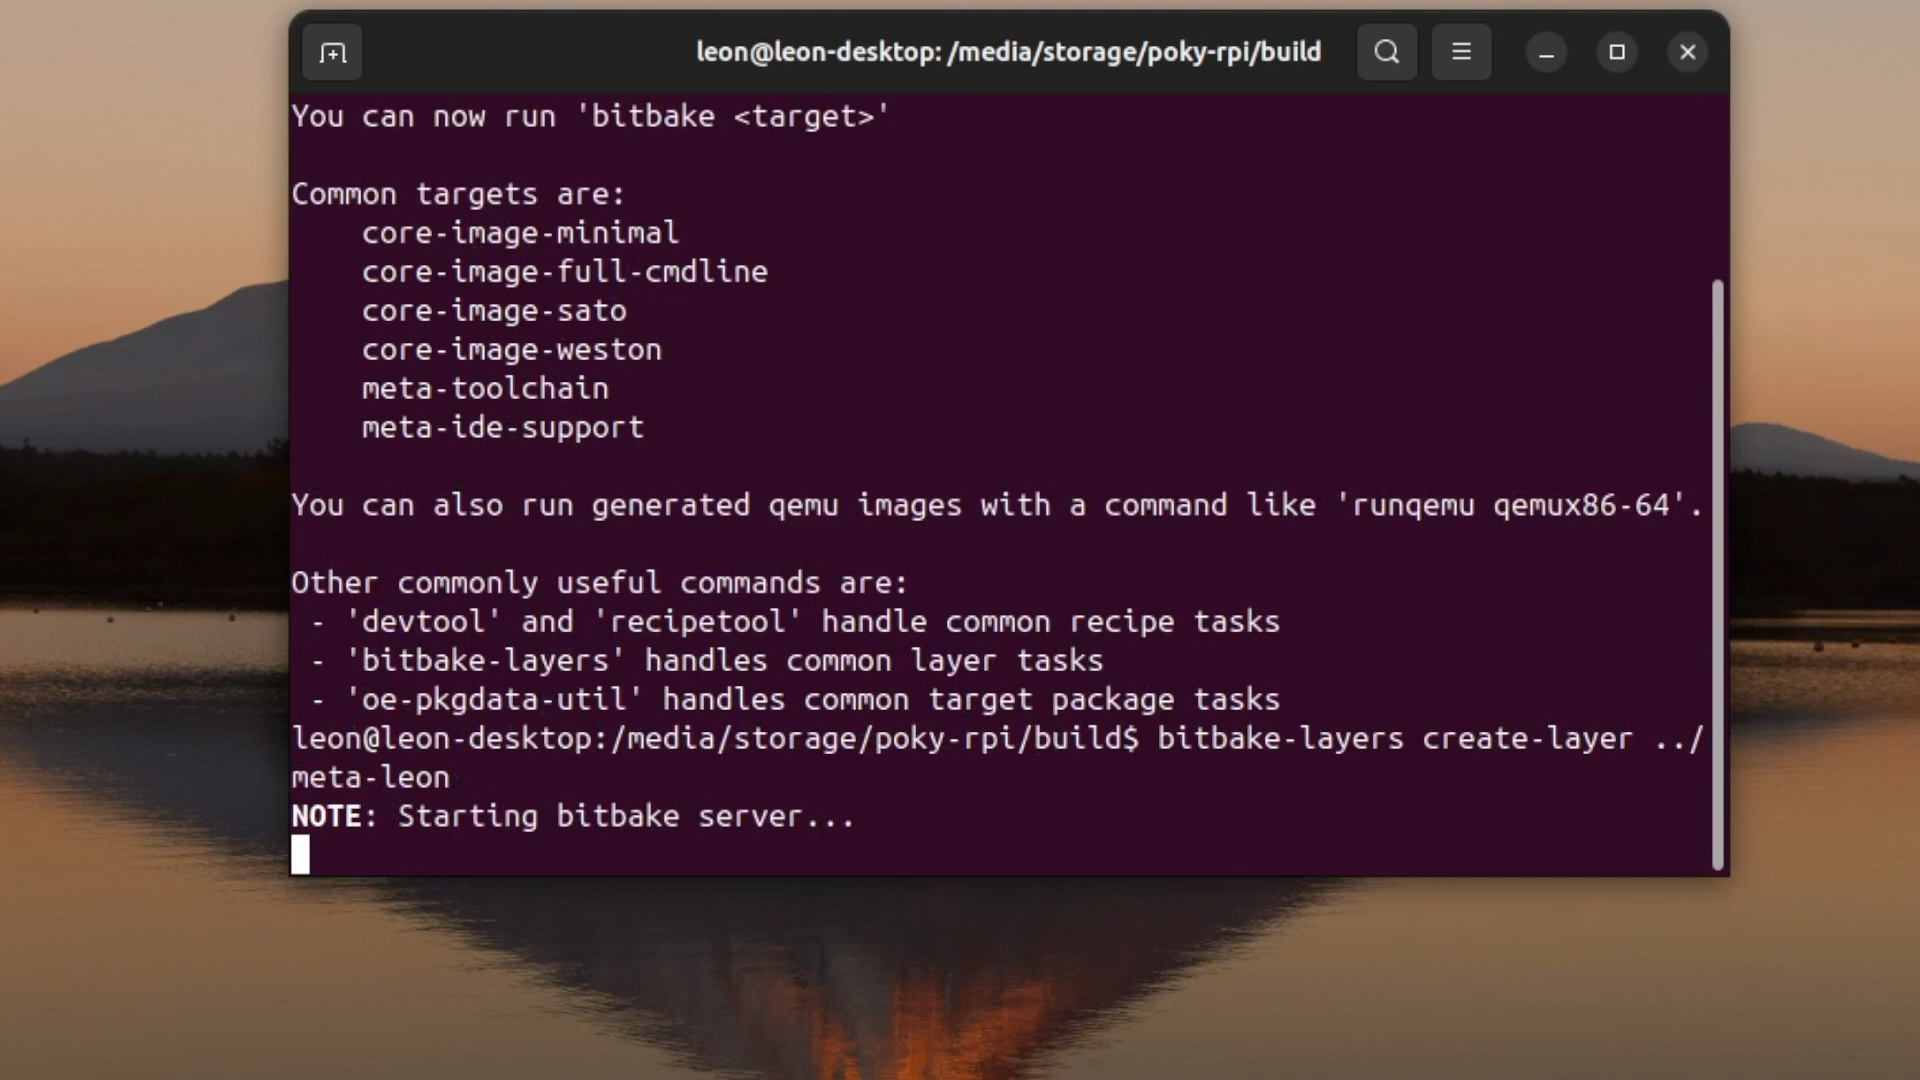 leon@leon-desktop: /media/storage/poky-rpi/build
You can now run 'bitbake <target>'
Common targets are:
core-image-minimal
core-image-full-cmdline
core-image-sato
core-image-weston
meta-toolchain
meta-ide-support
You can also run generated qemu images with a command like 'runqemu qemux86-64'.
Other commonly useful commands are:
- 'devtool' and 'recipetool' handle common recipe tasks
- 'bitbake-layers' handles common layer tasks
- 'oe-pkgdata-util' handles common target package tasks
leon@leon-desktop:/media/storage/poky-rpi/build$ bitbake-layers create-layer ../
meta-leon
NOTE: Starting bitbake server...